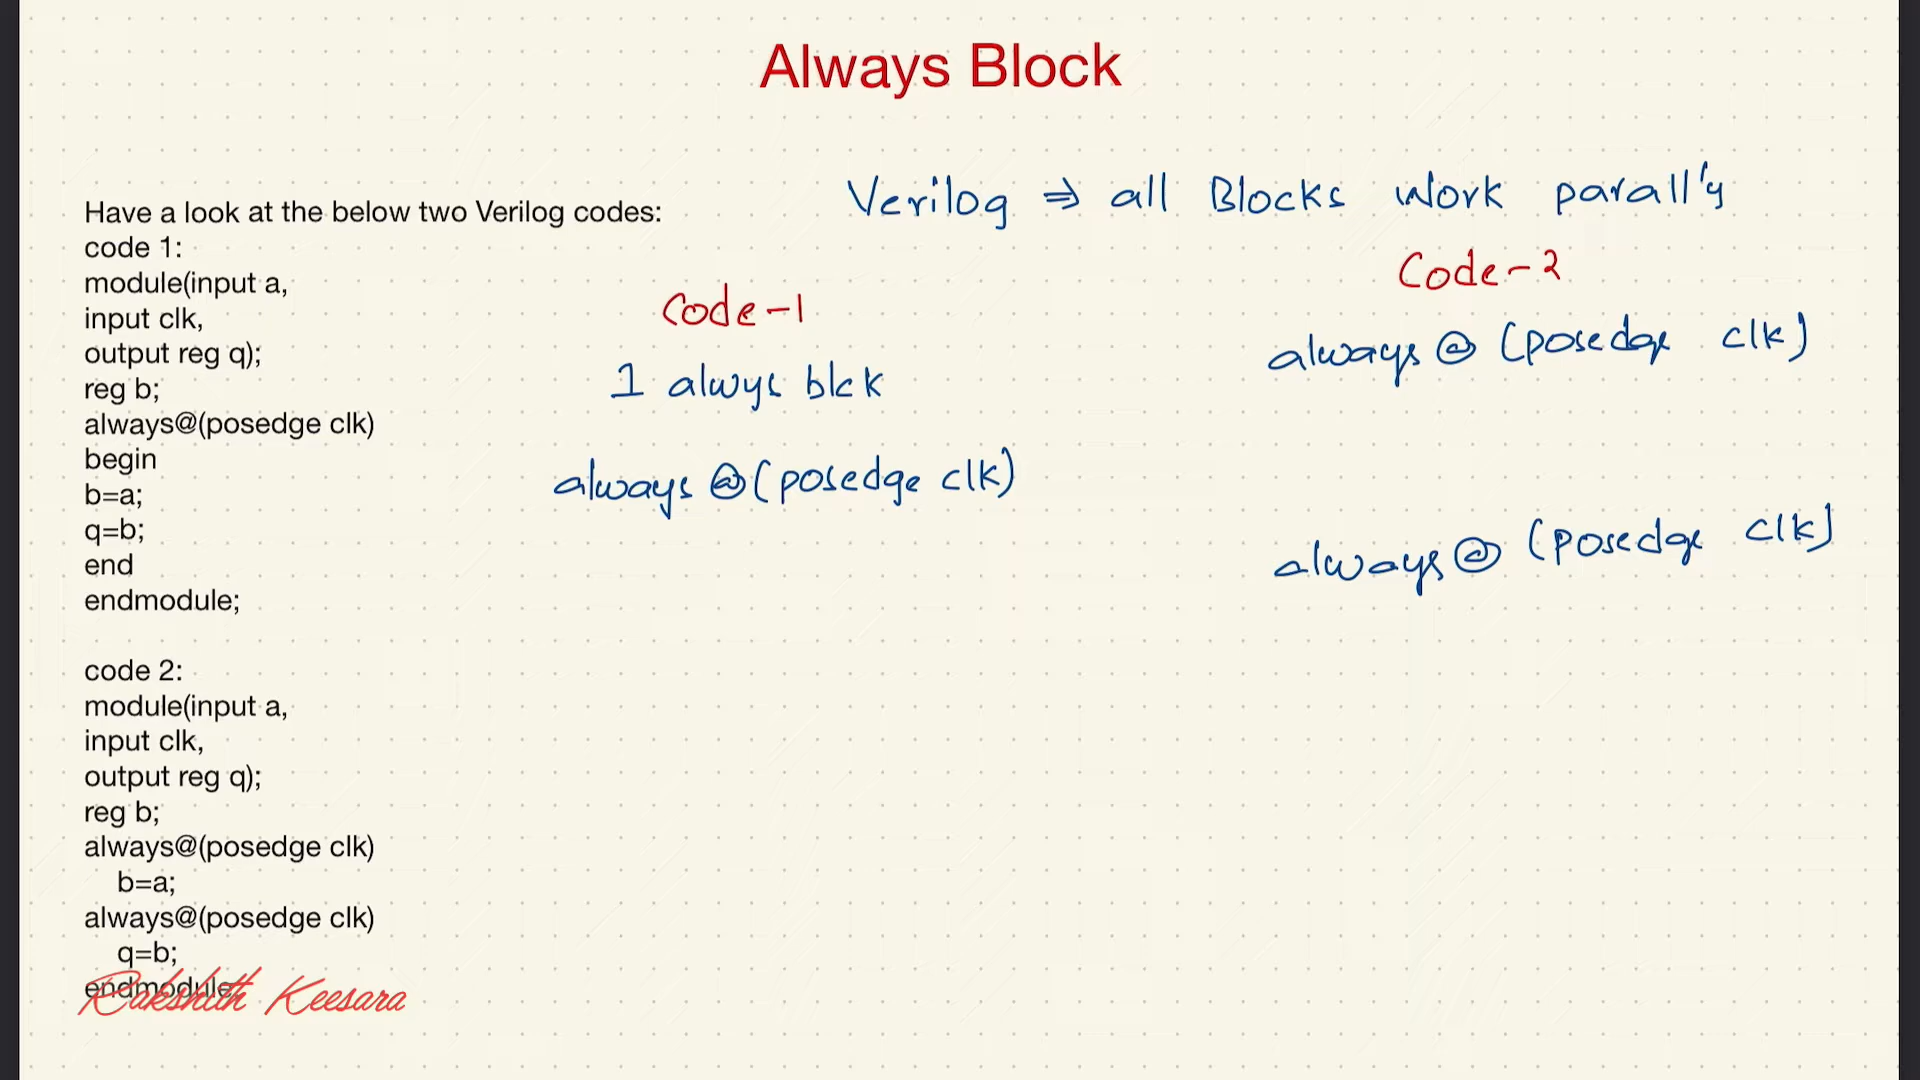 Always Block
Verilog ⇒ all Blocks work parall'y
Have a look at the below two Verilog codes:
code 1:
module(input a,
input clk,
output reg q);
reg b;
always@(posedge clk)
begin
b=a;
q=b;
end
endmodule;
code 2:
module(input a,
input clk,
output reg q);
reg b;
always@(posedge clk)
b=a;
always@(posedge clk)
q=b;
endmodule;
Rakshith Keesara
Code-1
1 alwys blck
always @(posedge clk)
Code-2
always @ (posedge clk)
always @ (posedge clk)